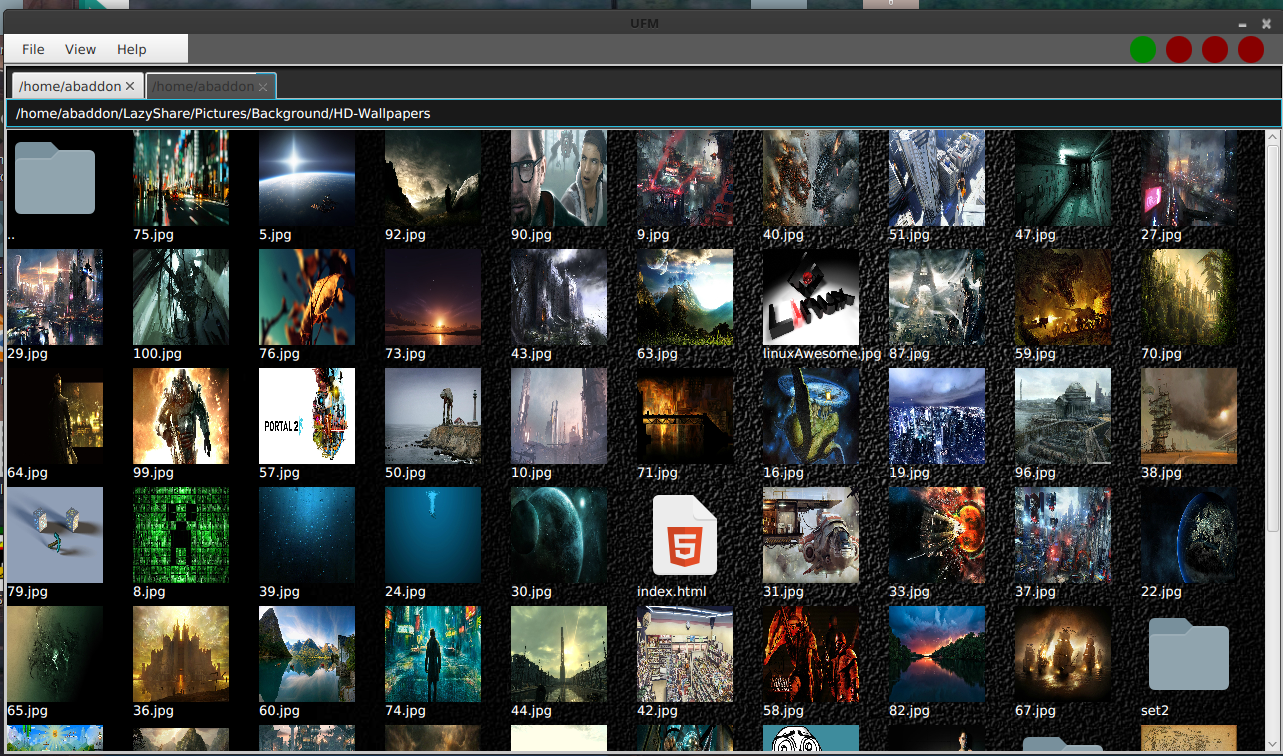 UFM
File View Help
/home/abaddon /home/abaddon
/home/abaddon/LazyShare/Pictures/Background/HD-Wallpapers
LINUX
PORTAL 2
5
.. 75.jpg 5.jpg 92.jpg 90.jpg 9.jpg 40.jpg 51.jpg 47.jpg 27.jpg
29.jpg 100.jpg 76.jpg 73.jpg 43.jpg 63.jpg linuxAwesome.jpg 87.jpg 59.jpg 70.jpg
64.jpg 99.jpg 57.jpg 50.jpg 10.jpg 71.jpg 16.jpg 19.jpg 96.jpg 38.jpg
79.jpg 8.jpg 39.jpg 24.jpg 30.jpg index.html 31.jpg 33.jpg 37.jpg 22.jpg
65.jpg 36.jpg 60.jpg 74.jpg 44.jpg 42.jpg 58.jpg 82.jpg 67.jpg set2